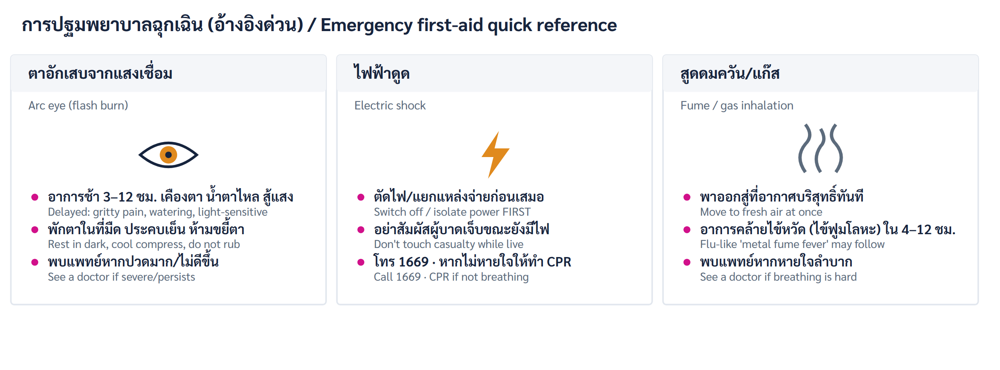 การปฐมพยาบาลฉุกเฉิน (อ้างอิงด่วน) / Emergency first-aid quick reference
ตาอักเสบจากแสงเชื่อม
Arc eye (flash burn)
อาการช้า 3–12 ชม. เคืองตา น้ำตาไหล สู้แสง
Delayed: gritty pain, watering, light-sensitive
พักตาในที่มืด ประคบเย็น ห้ามขยี้ตา
Rest in dark, cool compress, do not rub
พบแพทย์หากปวดมาก/ไม่ดีขึ้น
See a doctor if severe/persists
ไฟฟ้าดูด
Electric shock
ตัดไฟ/แยกแหล่งจ่ายก่อนเสมอ
Switch off / isolate power FIRST
อย่าสัมผัสผู้บาดเจ็บขณะยังมีไฟ
Don't touch casualty while live
โทร 1669 · หากไม่หายใจให้ทำ CPR
Call 1669 · CPR if not breathing
สูดดมควัน/แก๊ส
Fume / gas inhalation
พาออกสู่ที่อากาศบริสุทธิ์ทันที
Move to fresh air at once
อาการคล้ายไข้หวัด (ไข้ฟูมโลหะ) ใน 4–12 ชม.
Flu-like 'metal fume fever' may follow
พบแพทย์หากหายใจลำบาก
See a doctor if breathing is hard